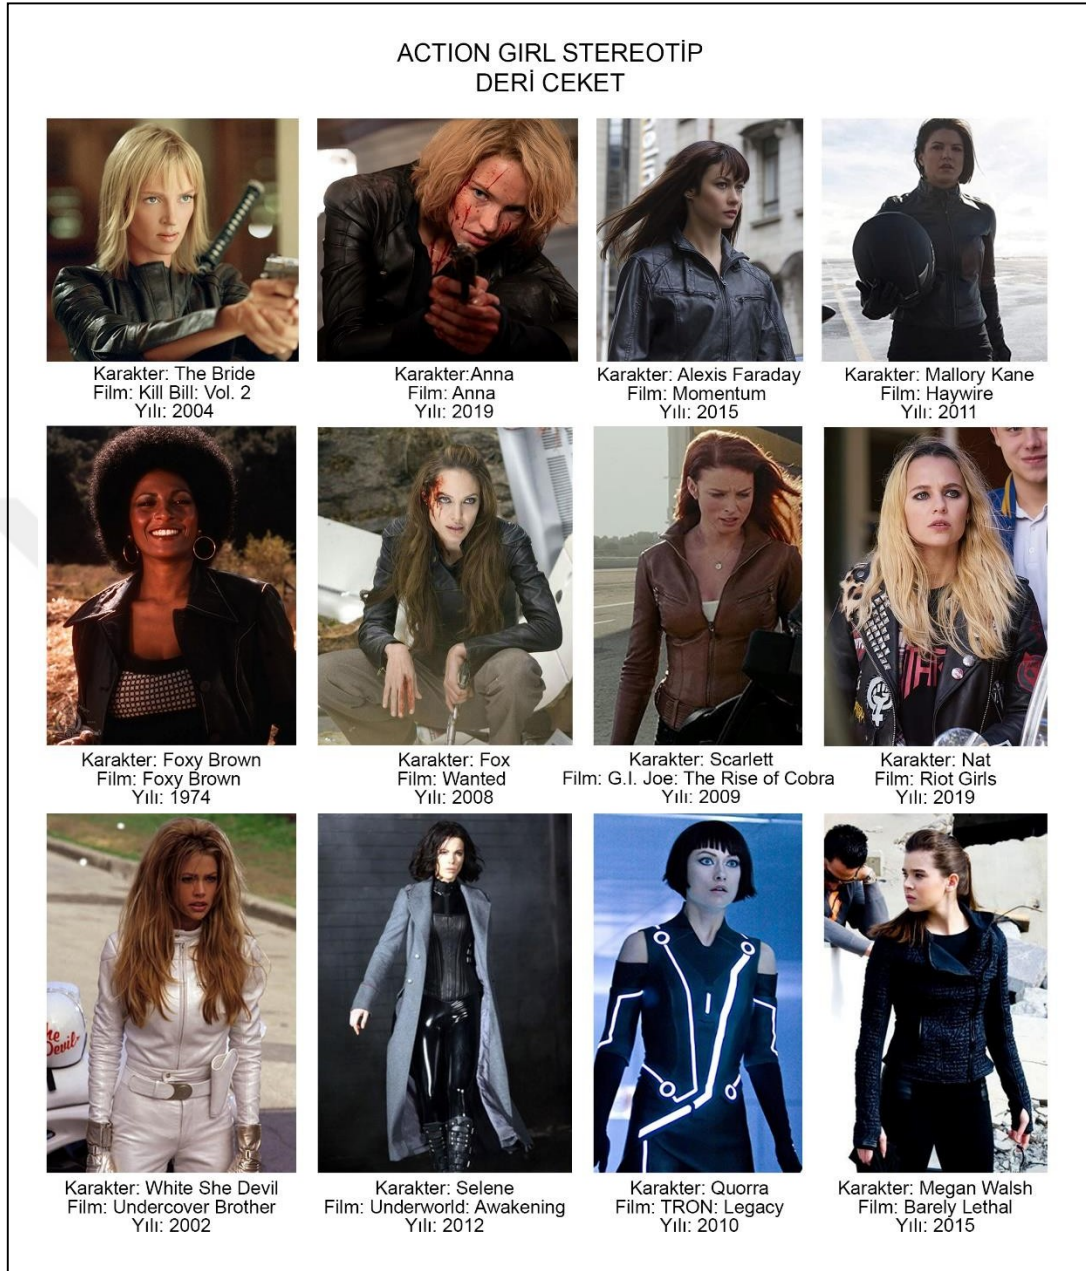 ACTION GIRL STEREOTİP
DERİ CEKET
Karakter: The Bride
Film: Kill Bill: Vol. 2
Yılı: 2004
Karakter:Anna
Film: Anna
Yılı: 2019
Karakter: Alexis Faraday
Film: Momentum
Yılı: 2015
Karakter: Mallory Kane
Film: Haywire
Yılı: 2011
Karakter: Foxy Brown
Film: Foxy Brown
Yılı: 1974
Karakter: Fox
Film: Wanted
Yılı: 2008
Karakter: Scarlett
Film: G.I. Joe: The Rise of Cobra
Yılı: 2009
Karakter: Nat
Film: Riot Girls
Yılı: 2019
Devil
Karakter: White She Devil
Film: Undercover Brother
Yılı: 2002
Karakter: Selene
Film: Underworld: Awakening
Yılı: 2012
Karakter: Quorra
Film: TRON: Legacy
Yılı: 2010
Karakter: Megan Walsh
Film: Barely Lethal
Yılı: 2015